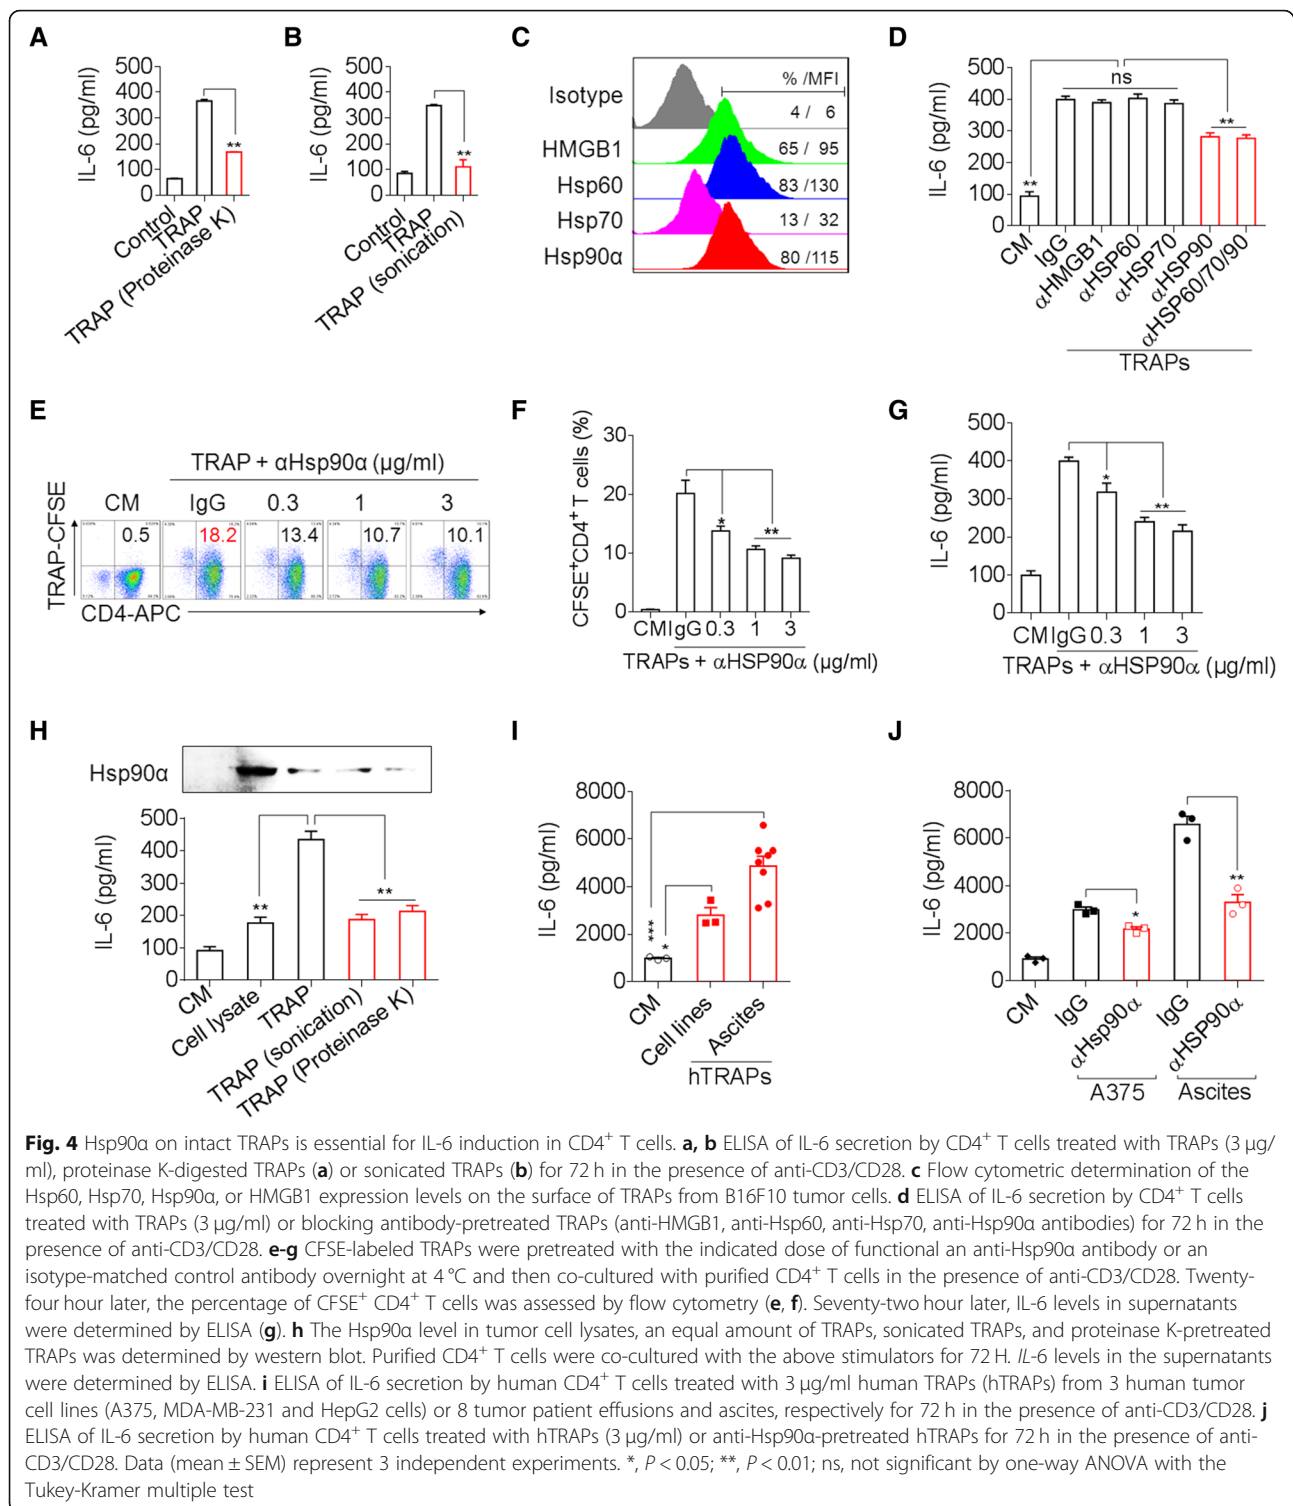 A
IL-6 (pg/ml)
500
400
300
200
100
0
Control
TRAP
TRAP (Proteinase K)
**
B
IL-6 (pg/ml)
500
400
300
200
100
0
Control
TRAP
TRAP (sonication)
**
C
% /MFI
Isotype 4 / 6
HMGB1 65 / 95
Hsp60 83 /130
Hsp70 13 / 32
Hsp90α 80 /115
D
IL-6 (pg/ml)
500
400
300
200
100
0
ns
**
**
CM
IgG
αHMGB1
αHSP60
αHSP70
αHSP90
αHSP60/70/90
TRAPs
E
TRAP + αHsp90α (μg/ml)
CM IgG 0.3 1 3
0.5 18.2 13.4 10.7 10.1
TRAP-CFSE
CD4-APC
F
CFSE⁺CD4⁺ T cells (%)
30
20
10
0
*
**
CM IgG 0.3 1 3
TRAPs + αHSP90α (μg/ml)
G
IL-6 (pg/ml)
500
400
300
200
100
0
*
**
CM IgG 0.3 1 3
TRAPs + αHSP90α (μg/ml)
H
Hsp90α
IL-6 (pg/ml)
500
400
300
200
100
0
**
**
CM
Cell lysate
TRAP
TRAP (sonication)
TRAP (Proteinase K)
I
IL-6 (pg/ml)
8000
6000
4000
2000
0
***
*
CM
Cell lines
Ascites
hTRAPs
J
IL-6 (pg/ml)
8000
6000
4000
2000
0
*
**
CM
IgG
αHsp90α
IgG
αHSP90α
A375
Ascites
Fig. 4 Hsp90α on intact TRAPs is essential for IL-6 induction in CD4⁺ T cells. a, b ELISA of IL-6 secretion by CD4⁺ T cells treated with TRAPs (3 μg/
ml), proteinase K-digested TRAPs (a) or sonicated TRAPs (b) for 72 h in the presence of anti-CD3/CD28. c Flow cytometric determination of the
Hsp60, Hsp70, Hsp90α, or HMGB1 expression levels on the surface of TRAPs from B16F10 tumor cells. d ELISA of IL-6 secretion by CD4⁺ T cells
treated with TRAPs (3 μg/ml) or blocking antibody-pretreated TRAPs (anti-HMGB1, anti-Hsp60, anti-Hsp70, anti-Hsp90α antibodies) for 72 h in the
presence of anti-CD3/CD28. e-g CFSE-labeled TRAPs were pretreated with the indicated dose of functional an anti-Hsp90α antibody or an
isotype-matched control antibody overnight at 4 °C and then co-cultured with purified CD4⁺ T cells in the presence of anti-CD3/CD28. Twenty-
four hour later, the percentage of CFSE⁺ CD4⁺ T cells was assessed by flow cytometry (e, f). Seventy-two hour later, IL-6 levels in supernatants
were determined by ELISA (g). h The Hsp90α level in tumor cell lysates, an equal amount of TRAPs, sonicated TRAPs, and proteinase K-pretreated
TRAPs was determined by western blot. Purified CD4⁺ T cells were co-cultured with the above stimulators for 72 H. IL-6 levels in the supernatants
were determined by ELISA. i ELISA of IL-6 secretion by human CD4⁺ T cells treated with 3 μg/ml human TRAPs (hTRAPs) from 3 human tumor
cell lines (A375, MDA-MB-231 and HepG2 cells) or 8 tumor patient effusions and ascites, respectively for 72 h in the presence of anti-CD3/CD28. j
ELISA of IL-6 secretion by human CD4⁺ T cells treated with hTRAPs (3 μg/ml) or anti-Hsp90α-pretreated hTRAPs for 72 h in the presence of anti-
CD3/CD28. Data (mean ± SEM) represent 3 independent experiments. *, P < 0.05; **, P < 0.01; ns, not significant by one-way ANOVA with the
Tukey-Kramer multiple test